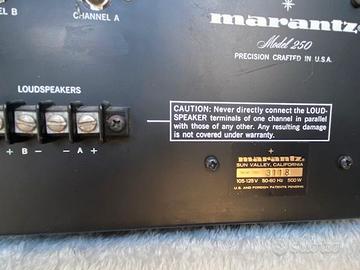 EL B
CHANNEL A
marantz
Model 250
PRECISION CRAFTED IN U.S.A.
LOUDSPEAKERS
+ B - - A +
CAUTION: Never directly connect the LOUD-
SPEAKER terminals of one channel in parallel
with those of any other. Any resulting damage
is not covered under warranty.
marantz
SUN VALLEY, CALIFORNIA
3118
105-125 V 50-60 Hz 500 W
U.S. AND FOREIGN PATENTS PENDING
subito